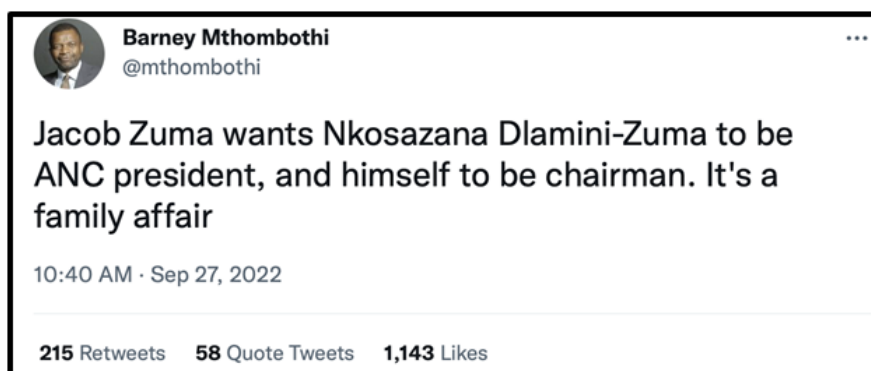 Barney Mthombothi
@mthombothi
Jacob Zuma wants Nkosazana Dlamini-Zuma to be
ANC president, and himself to be chairman. It's a
family affair
10:40 AM · Sep 27, 2022
215 Retweets 58 Quote Tweets 1,143 Likes